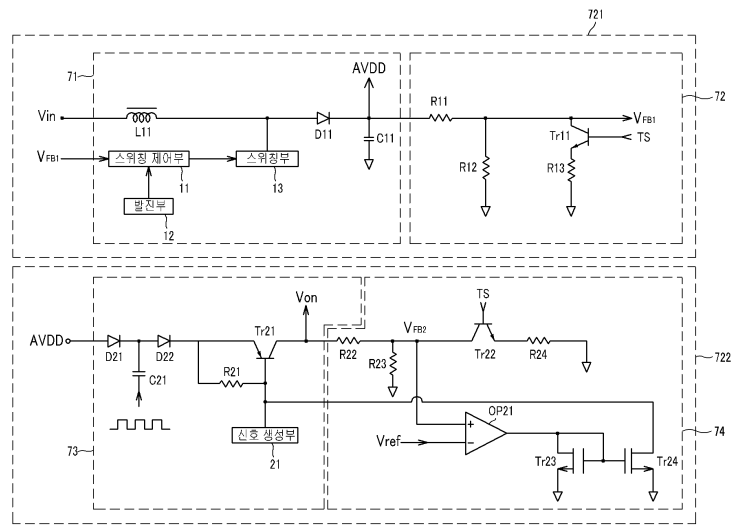 721
71
AVDD
Vin
L11
D11
C11
R11
VFB1
72
Tr11
TS
R12
R13
VFB1
스위칭 제어부
11
스위칭부
13
발진부
12
Von
TS
AVDD
D21
D22
Tr21
R22
VFB2
Tr22
R24
722
C21
R21
R23
신호 생성부
21
OP21
Vref
+
-
Tr23
Tr24
73
74